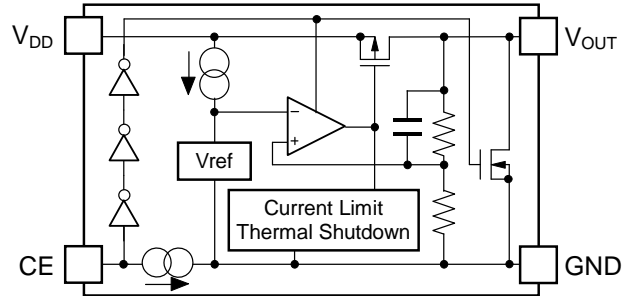 VDD
VOUT
−
+
Vref
Current Limit
Thermal Shutdown
CE
GND